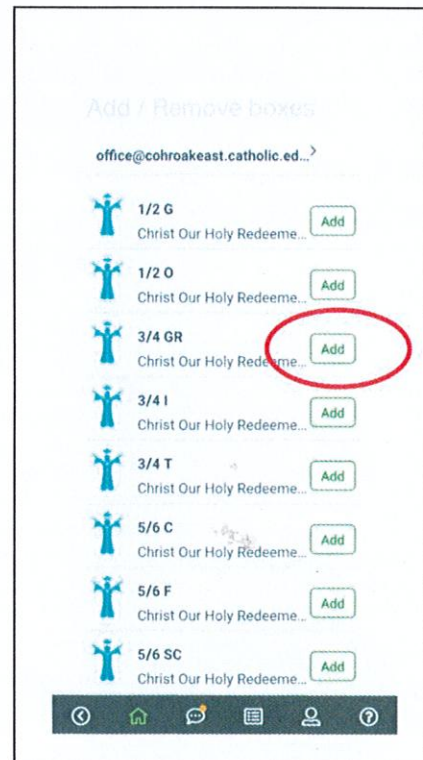 Add / Remove boxes
office@cohroakeast.catholic.ed...
1/2 G
Christ Our Holy Redeeme...
Add
1/2 O
Christ Our Holy Redeeme...
Add
3/4 GR
Christ Our Holy Redeeme...
Add
3/4 I
Christ Our Holy Redeeme...
Add
3/4 T
Christ Our Holy Redeeme...
Add
5/6 C
Christ Our Holy Redeeme...
Add
5/6 F
Christ Our Holy Redeeme...
Add
5/6 SC
Christ Our Holy Redeeme...
Add